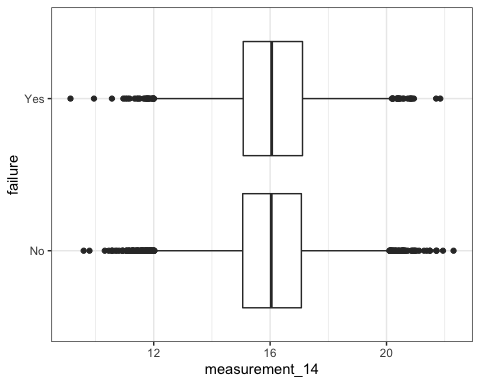 Yes
No
failure
12
16
20
measurement_14